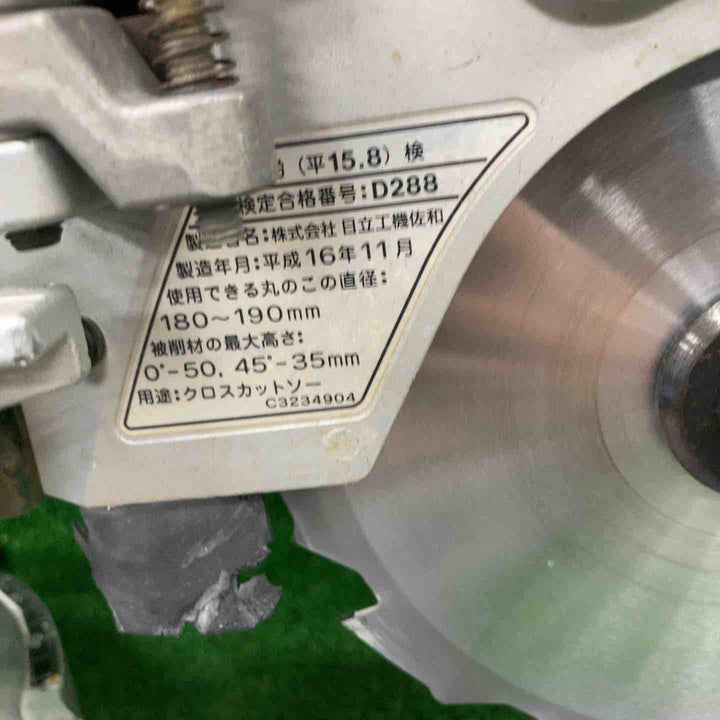 （平15.8）検
検定合格番号：D288
名：株式会社 日立工機佐和
製造年月：平成16年11月
使用できる丸のこの直径：
180～190mm
被削材の最大高さ：
0°-50, 45°-35mm
用途：クロスカットソー
C3234904